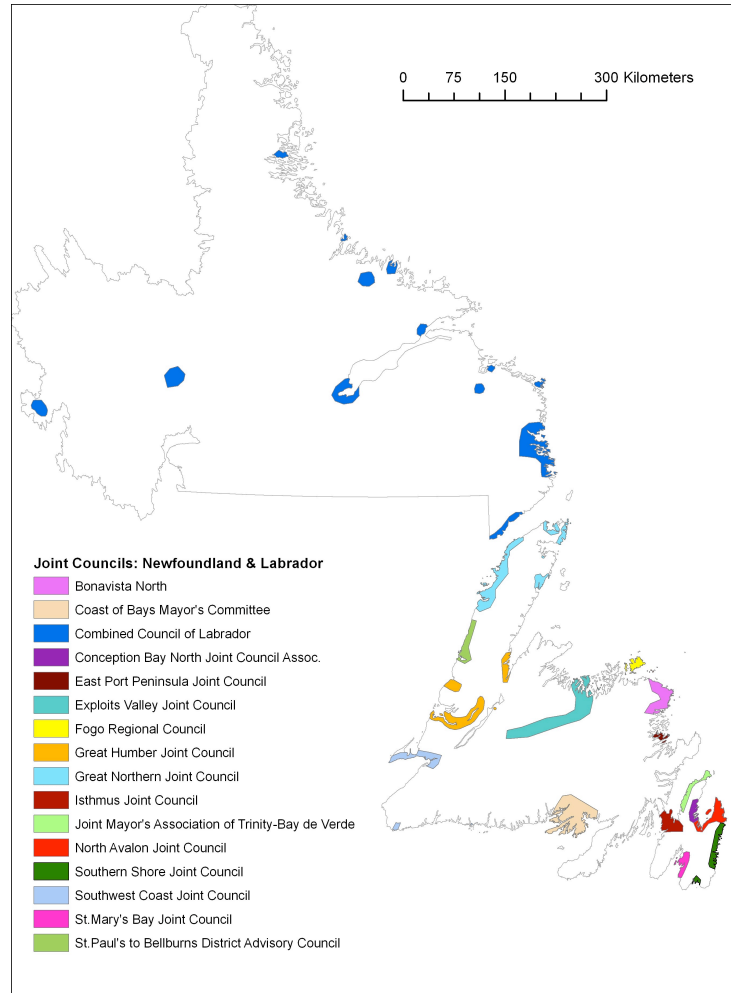 0 75 150 300 Kilometers
Joint Councils: Newfoundland & Labrador
Bonavista North
Coast of Bays Mayor's Committee
Combined Council of Labrador
Conception Bay North Joint Council Assoc.
East Port Peninsula Joint Council
Exploits Valley Joint Council
Fogo Regional Council
Great Humber Joint Council
Great Northern Joint Council
Isthmus Joint Council
Joint Mayor's Association of Trinity-Bay de Verde
North Avalon Joint Council
Southern Shore Joint Council
Southwest Coast Joint Council
St.Mary's Bay Joint Council
St.Paul's to Bellburns District Advisory Council